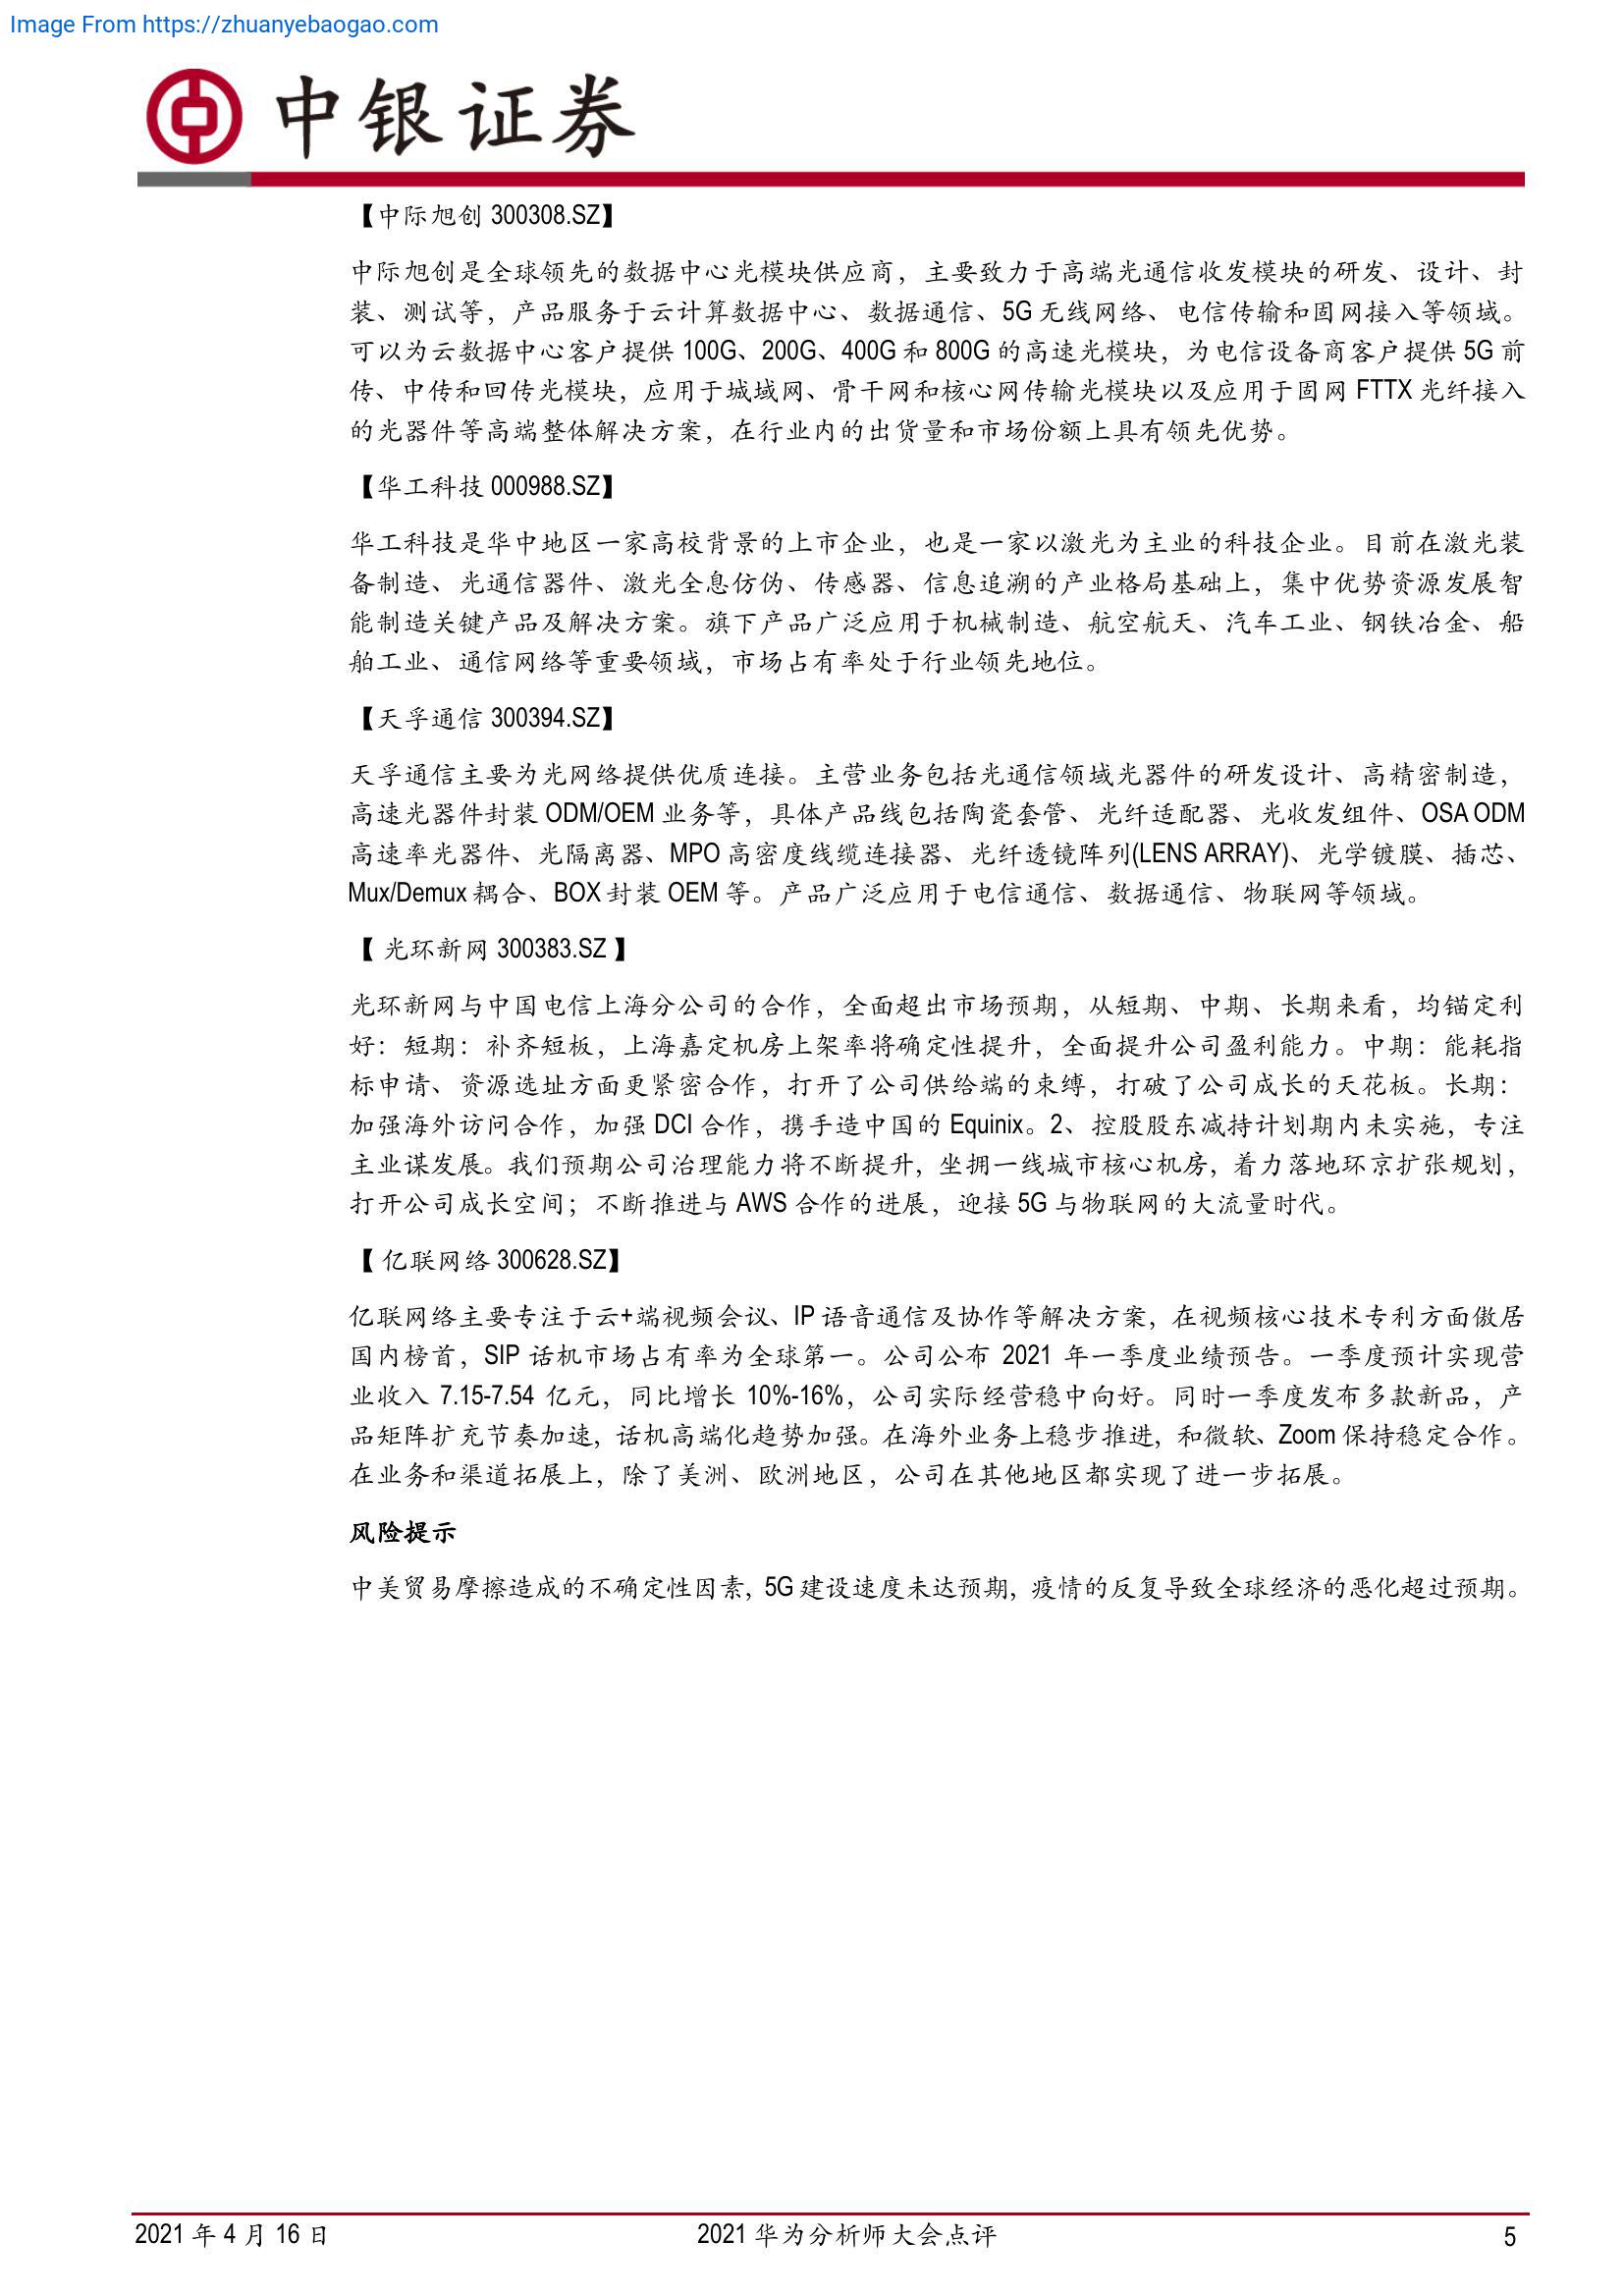 Image From https://zhuanyebaogao.com
中银证券
【中际旭创 300308.SZ】
中际旭创是全球领先的数据中心光模块供应商，主要致力于高端光通信收发模块的研发、设计、封
装、测试等，产品服务于云计算数据中心、数据通信、5G 无线网络、电信传输和固网接入等领域。
可以为云数据中心客户提供 100G、200G、400G 和 800G 的高速光模块，为电信设备商客户提供 5G 前
传、中传和回传光模块，应用于城域网、骨干网和核心网传输光模块以及应用于固网 FTTX 光纤接入
的光器件等高端整体解决方案，在行业内的出货量和市场份额上具有领先优势。
【华工科技 000988.SZ】
华工科技是华中地区一家高校背景的上市企业，也是一家以激光为主业的科技企业。目前在激光装
备制造、光通信器件、激光全息仿伪、传感器、信息追溯的产业格局基础上，集中优势资源发展智
能制造关键产品及解决方案。旗下产品广泛应用于机械制造、航空航天、汽车工业、钢铁冶金、船
舶工业、通信网络等重要领域，市场占有率处于行业领先地位。
【天孚通信 300394.SZ】
天孚通信主要为光网络提供优质连接。主营业务包括光通信领域光器件的研发设计、高精密制造，
高速光器件封装 ODM/OEM 业务等，具体产品线包括陶瓷套管、光纤适配器、光收发组件、OSA ODM
高速率光器件、光隔离器、MPO 高密度线缆连接器、光纤透镜阵列(LENS ARRAY)、光学镀膜、插芯、
Mux/Demux 耦合、BOX 封装 OEM 等。产品广泛应用于电信通信、数据通信、物联网等领域。
【 光环新网 300383.SZ 】
光环新网与中国电信上海分公司的合作，全面超出市场预期，从短期、中期、长期来看，均锚定利
好：短期：补齐短板，上海嘉定机房上架率将确定性提升，全面提升公司盈利能力。中期：能耗指
标申请、资源选址方面更紧密合作，打开了公司供给端的束缚，打破了公司成长的天花板。长期：
加强海外访问合作，加强 DCI 合作，携手造中国的 Equinix。2、控股股东减持计划期内未实施，专注
主业谋发展。我们预期公司治理能力将不断提升，坐拥一线城市核心机房，着力落地环京扩张规划，
打开公司成长空间；不断推进与 AWS 合作的进展，迎接 5G 与物联网的大流量时代。
【 亿联网络 300628.SZ】
亿联网络主要专注于云+端视频会议、IP 语音通信及协作等解决方案，在视频核心技术专利方面傲居
国内榜首，SIP 话机市场占有率为全球第一。公司公布 2021 年一季度业绩预告。一季度预计实现营
业收入 7.15-7.54 亿元，同比增长 10%-16%，公司实际经营稳中向好。同时一季度发布多款新品，产
品矩阵扩充节奏加速，话机高端化趋势加强。在海外业务上稳步推进，和微软、Zoom 保持稳定合作。
在业务和渠道拓展上，除了美洲、欧洲地区，公司在其他地区都实现了进一步拓展。
风险提示
中美贸易摩擦造成的不确定性因素，5G 建设速度未达预期，疫情的反复导致全球经济的恶化超过预期。
2021 年 4 月 16 日
2021 华为分析师大会点评
5